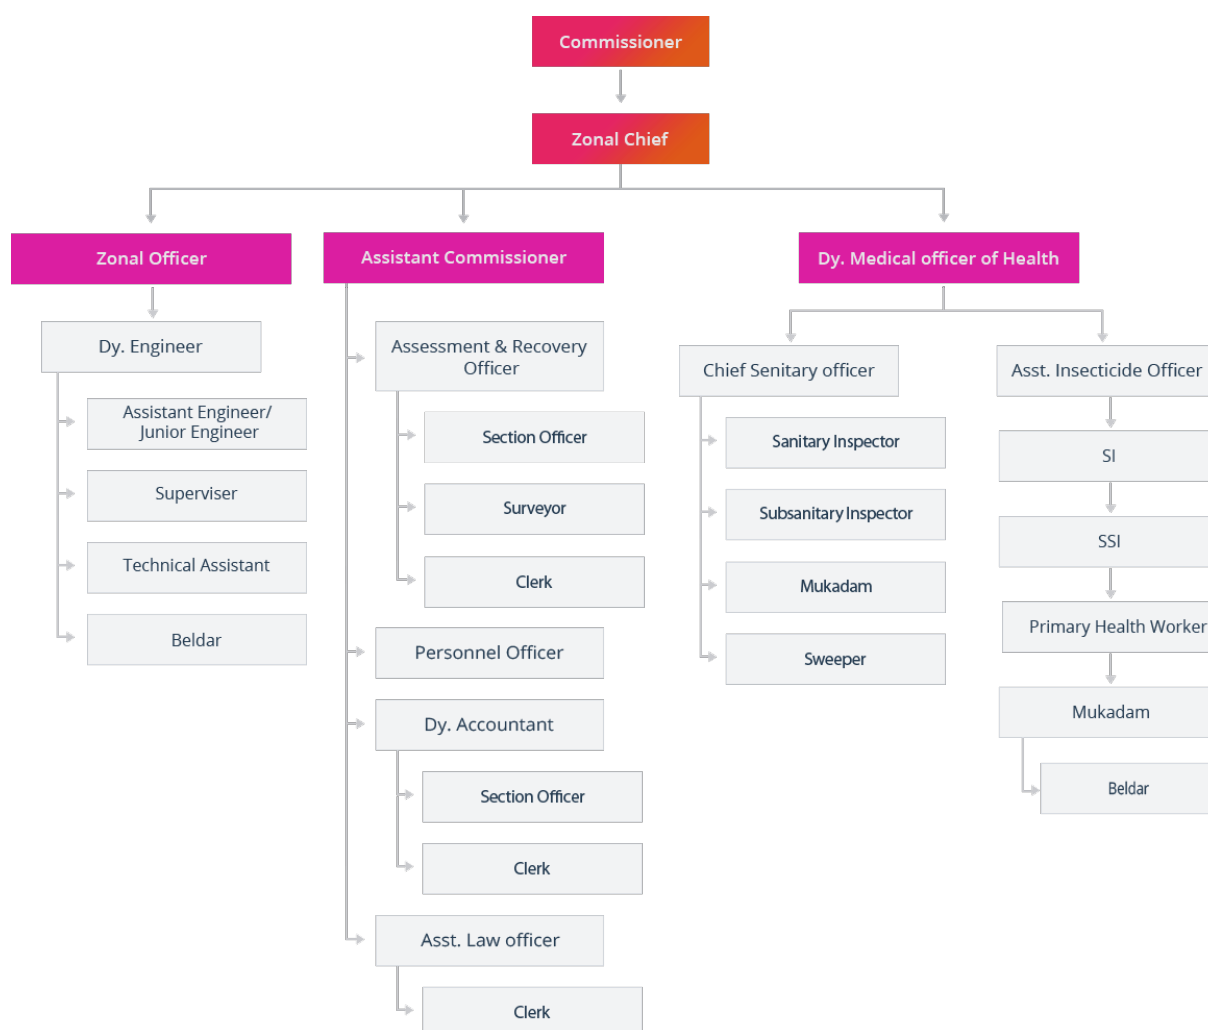 Commissioner
Zonal Chief
Zonal Officer
Dy. Engineer
Assistant Engineer/
Junior Engineer
Superviser
Technical Assistant
Beldar
Assistant Commissioner
Assessment & Recovery
Officer
Section Officer
Surveyor
Clerk
Personnel Officer
Dy. Accountant
Section Officer
Clerk
Asst. Law officer
Clerk
Dy. Medical officer of Health
Chief Senitary officer
Sanitary Inspector
Subsanitary Inspector
Mukadam
Sweeper
Asst. Insecticide Officer
SI
SSI
Primary Health Worker
Mukadam
Beldar